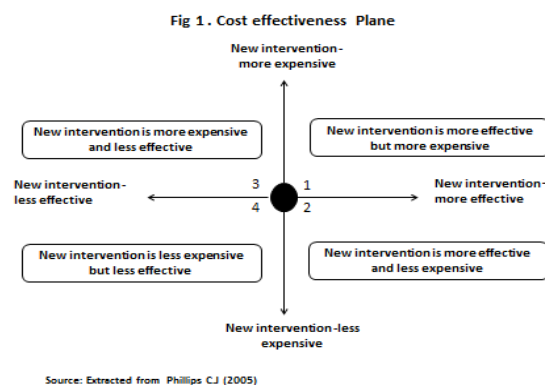 Fig 1. Cost effectiveness Plane
New intervention-
more expensive
New intervention is more expensive
and less effective
New intervention is more effective
but more expensive
New intervention-
less effective
3
1
4
2
New intervention-
more effective
New intervention is less expensive
but less effective
New intervention is more effective
and less expensive
New intervention-less
expensive
Source: Extracted from Phillips C.J (2005)